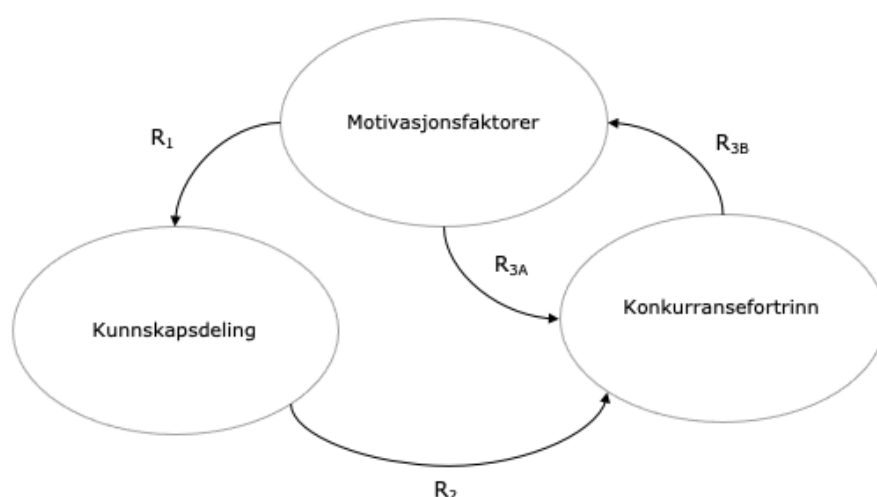 Motivasjonsfaktorer
R₁
R₃B
R₃A
Konkurransefortrinn
Kunnskapsdeling
R₂